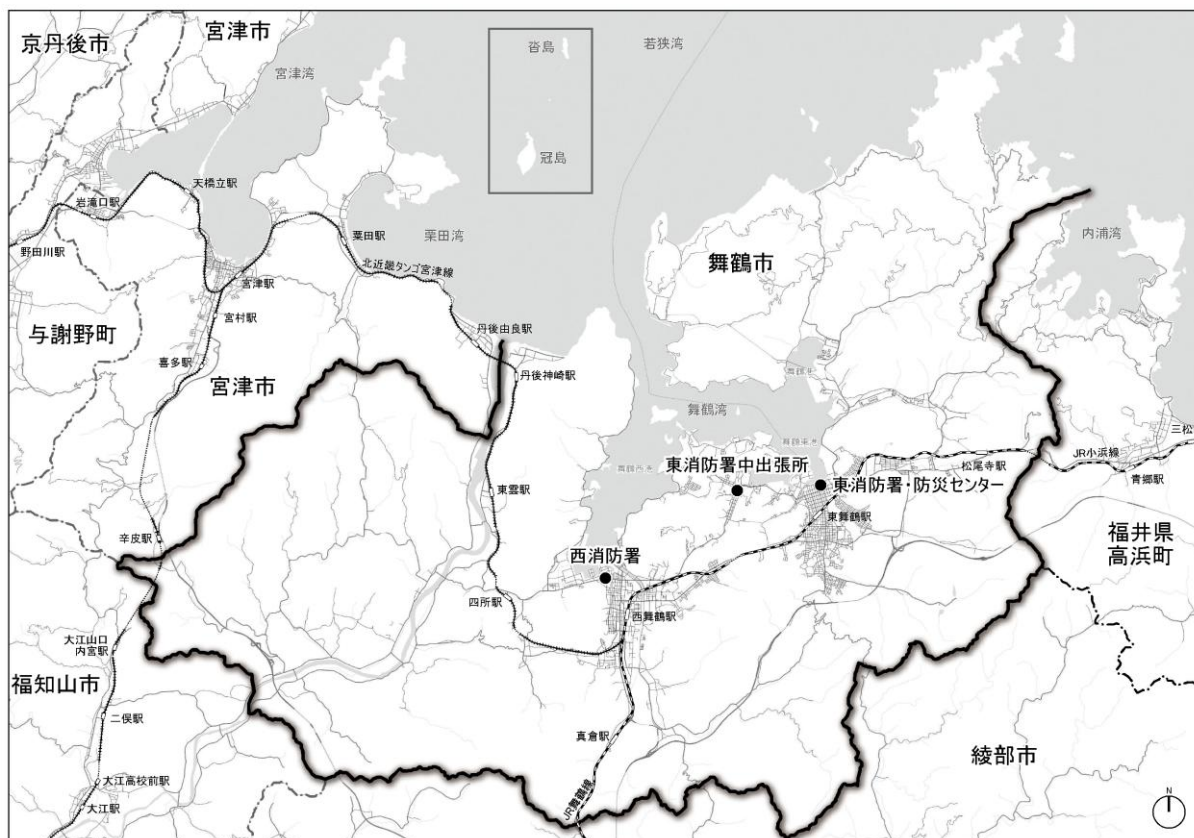 京丹後市
宮津市
宮津湾
沓島
若狭湾
冠島
天橋立駅
岩滝口駅
野田川駅
栗田駅
栗田湾
北近畿タンゴ宮津線
宮津駅
宮村駅
与謝野町
喜多駅
宮津市
丹後由良駅
丹後神崎駅
舞鶴市
内浦湾
舞鶴湾
三松
JR小浜線
松尾寺駅
青郷駅
東消防署中出張所
東消防署・防災センター
東舞鶴駅
東雲駅
辛皮駅
西消防署
四所駅
西舞鶴駅
福井県
高浜町
大江山口
内宮駅
福知山市
二俣駅
真倉駅
JR舞鶴線
綾部市
大江高校前駅
大江駅
N